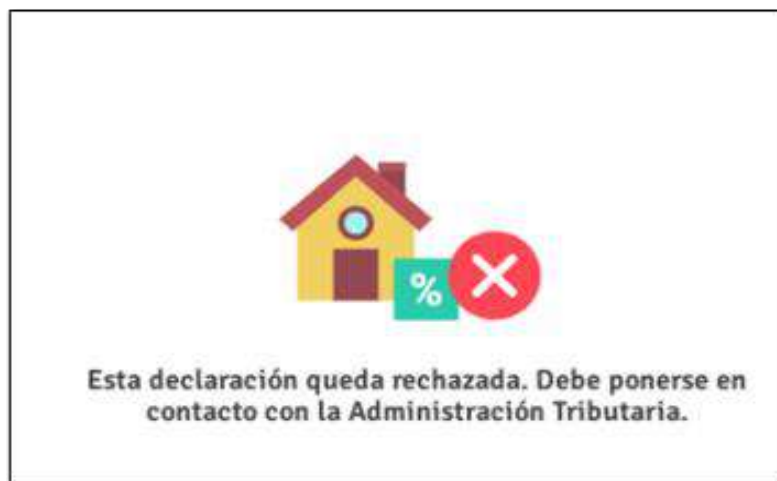 %
Esta declaración queda rechazada. Debe ponerse en
contacto con la Administración Tributaria.